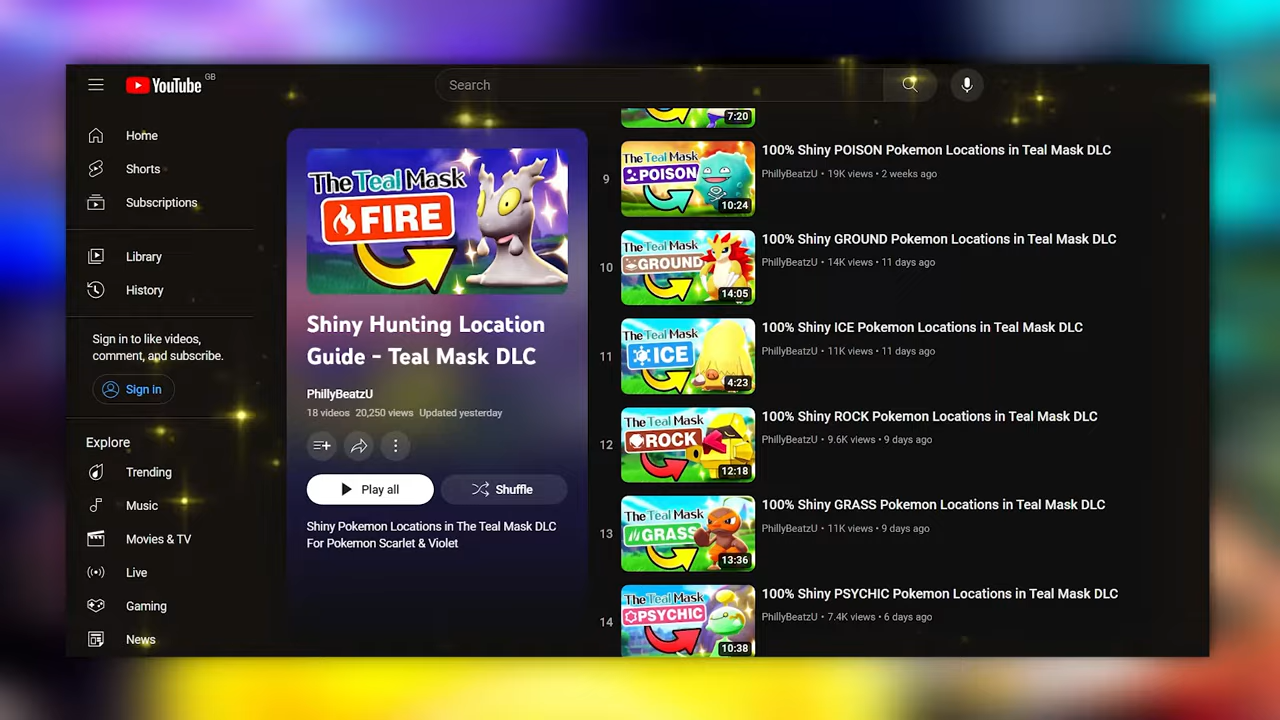 YouTube GB
Search
Home
Shorts
Subscriptions
Library
History
Sign in to like videos,
comment, and subscribe.
Sign in
Explore
Trending
Music
Movies & TV
Live
Gaming
News
The Teal Mask
FIRE
Shiny Hunting Location
Guide - Teal Mask DLC
PhillyBeatzU
18 videos 20,250 views Updated yesterday
Play all
Shuffle
Shiny Pokemon Locations in The Teal Mask DLC
For Pokemon Scarlet & Violet
7:20
9
The Teal Mask
POISON
10:24
100% Shiny POISON Pokemon Locations in Teal Mask DLC
PhillyBeatzU • 19K views • 2 weeks ago
10
The Teal Mask
GROUND
14:05
100% Shiny GROUND Pokemon Locations in Teal Mask DLC
PhillyBeatzU • 14K views • 11 days ago
11
The Teal Mask
ICE
4:23
100% Shiny ICE Pokemon Locations in Teal Mask DLC
PhillyBeatzU • 11K views • 11 days ago
12
The Teal Mask
ROCK
12:18
100% Shiny ROCK Pokemon Locations in Teal Mask DLC
PhillyBeatzU • 9.6K views • 9 days ago
13
The Teal Mask
GRASS
13:36
100% Shiny GRASS Pokemon Locations in Teal Mask DLC
PhillyBeatzU • 11K views • 9 days ago
14
The Teal Mask
PSYCHIC
10:38
100% Shiny PSYCHIC Pokemon Locations in Teal Mask DLC
PhillyBeatzU • 7.4K views • 6 days ago